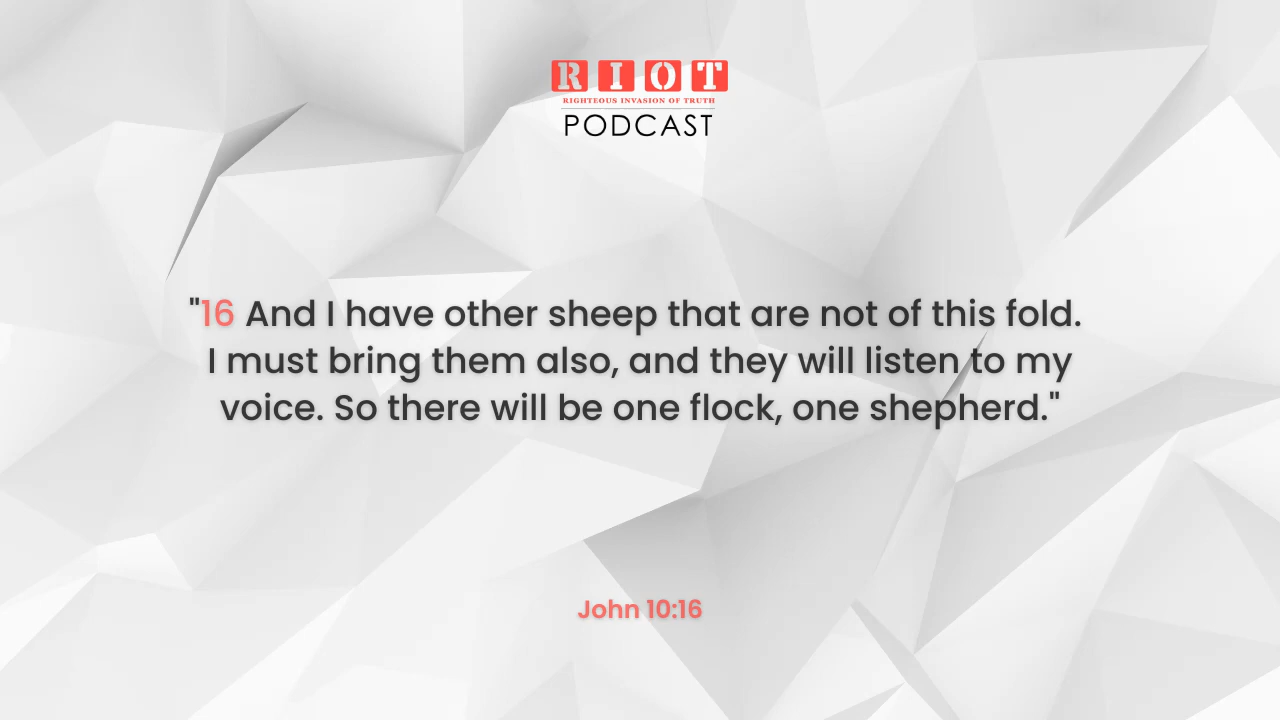 RIOT
RIGHTEOUS INVASION OF TRUTH
PODCAST
"16 And I have other sheep that are not of this fold.
I must bring them also, and they will listen to my
voice. So there will be one flock, one shepherd."
John 10:16